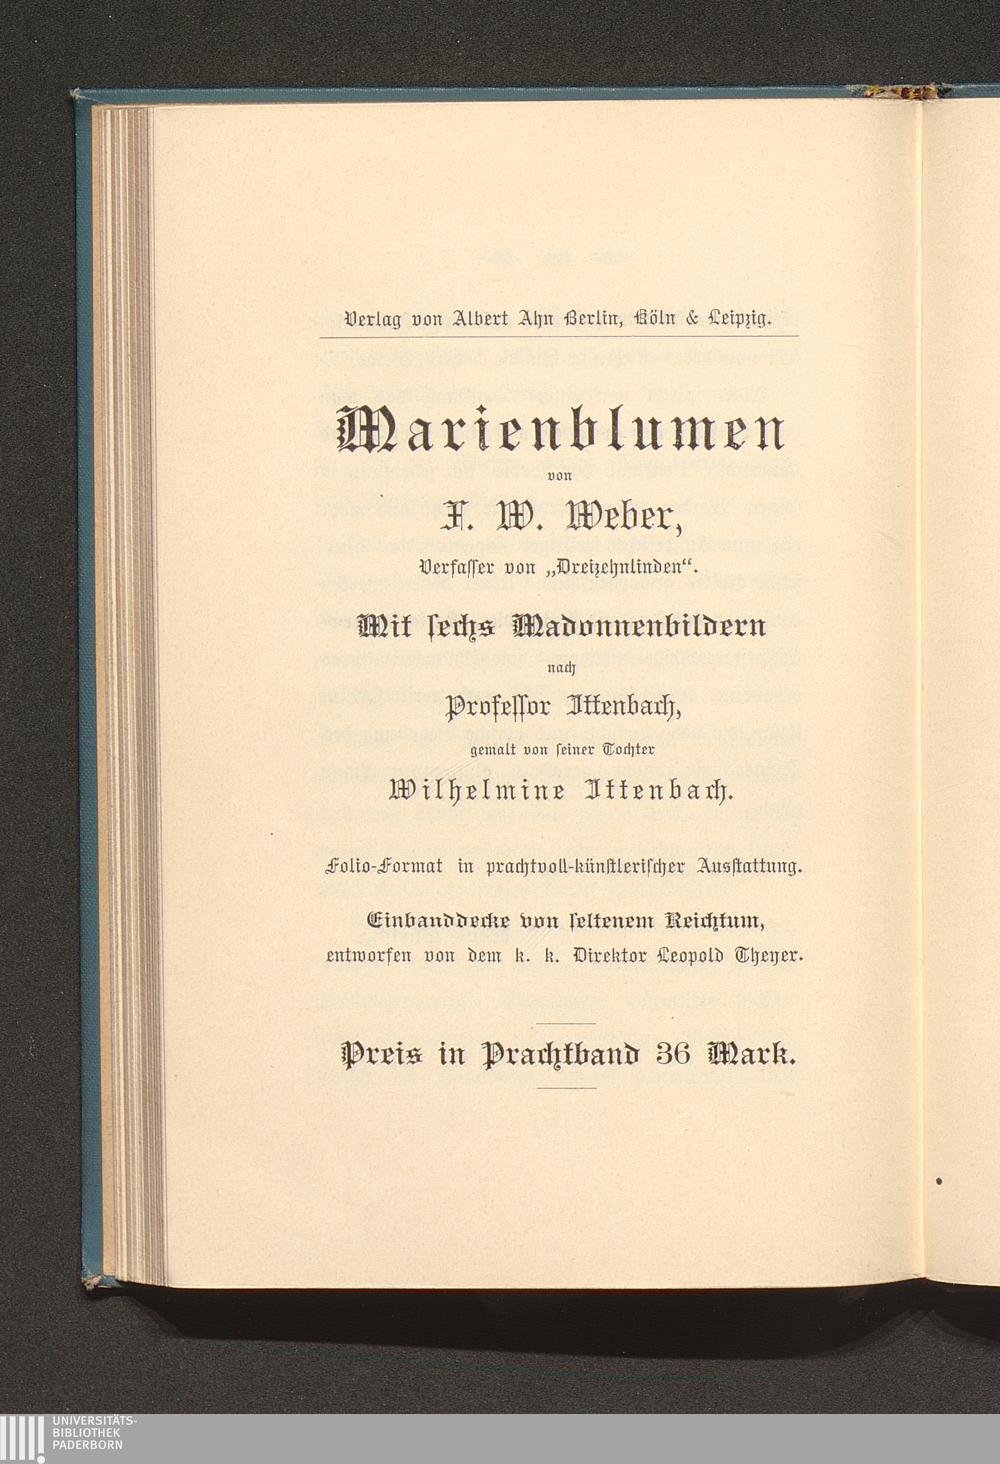 Verlag von Albert Ahn Berlin, Köln & Leipzig.
Marienblumen
von
F. W. Weber,
Verfasser von „Dreizehnlinden“.
Mit sechs Madonnenbildern
nach
Professor Ittenbach,
gemalt von seiner Tochter
Wilhelmine Ittenbach.
Folio-Format in prachtvoll-künstlerischer Ausstattung.
Einbanddecke von seltenem Reichtum,
entworfen von dem k. k. Direktor Leopold Theyer.
Preis in Prachtband 36 Mark.
UNIVERSITÄTS-
BIBLIOTHEK
PADERBORN